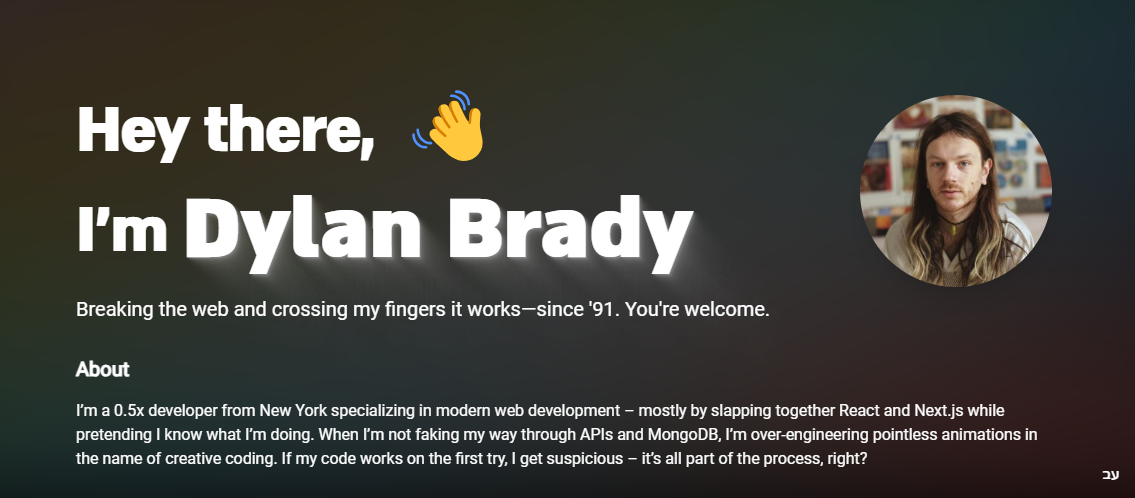 Hey there,
I'm Dylan Brady
Breaking the web and crossing my fingers it works—since '91. You're welcome.
About
I'm a 0.5x developer from New York specializing in modern web development – mostly by slapping together React and Next.js while
pretending I know what I'm doing. When I'm not faking my way through APIs and MongoDB, I'm over-engineering pointless animations in
the name of creative coding. If my code works on the first try, I get suspicious – it's all part of the process, right?
עב